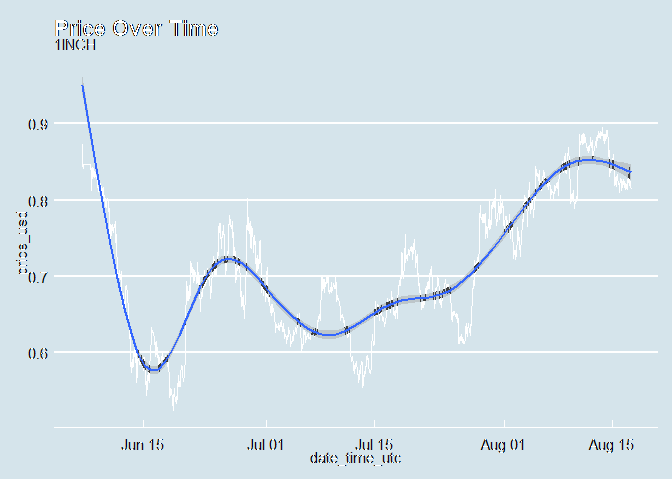 Price Over Time
1INCH
price_usd
0.9
0.8
0.7
0.6
Jun 15
Jul 01
Jul 15
Aug 01
Aug 15
date_time_utc